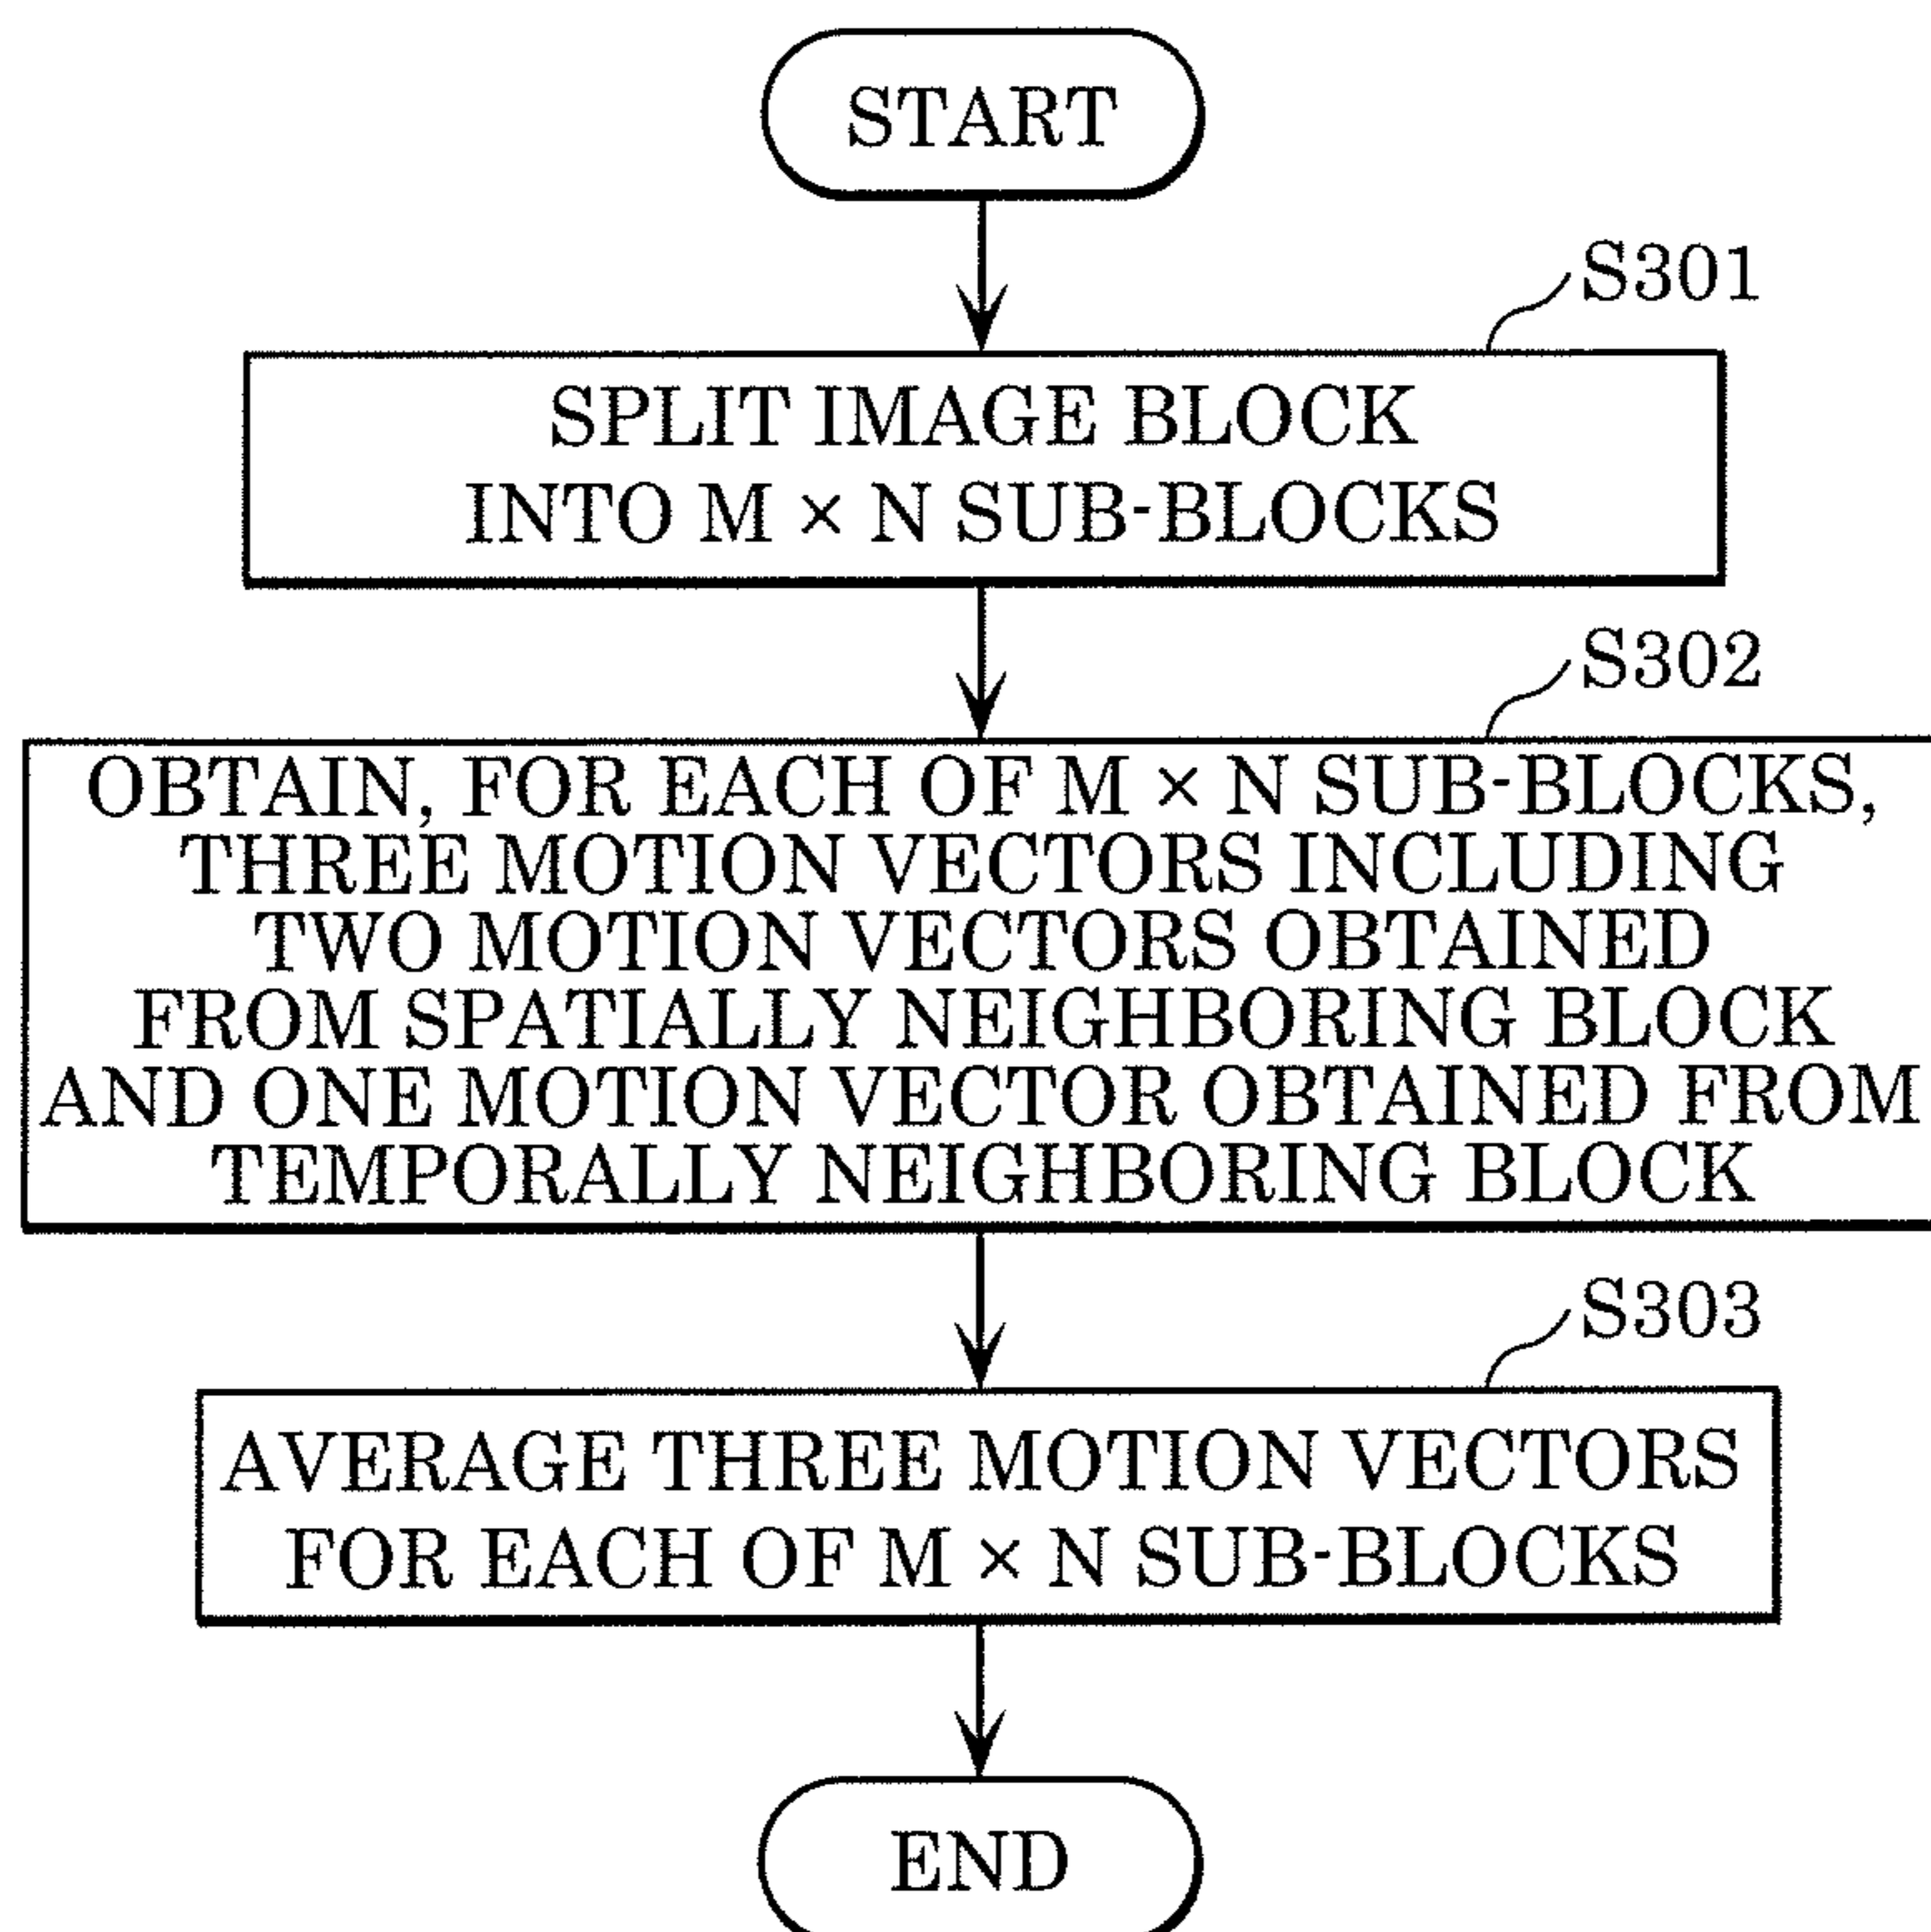 START
S301
SPLIT IMAGE BLOCK
INTO M × N SUB-BLOCKS
S302
OBTAIN, FOR EACH OF M × N SUB-BLOCKS,
THREE MOTION VECTORS INCLUDING
TWO MOTION VECTORS OBTAINED
FROM SPATIALLY NEIGHBORING BLOCK
AND ONE MOTION VECTOR OBTAINED FROM
TEMPORALLY NEIGHBORING BLOCK
S303
AVERAGE THREE MOTION VECTORS
FOR EACH OF M × N SUB-BLOCKS
END